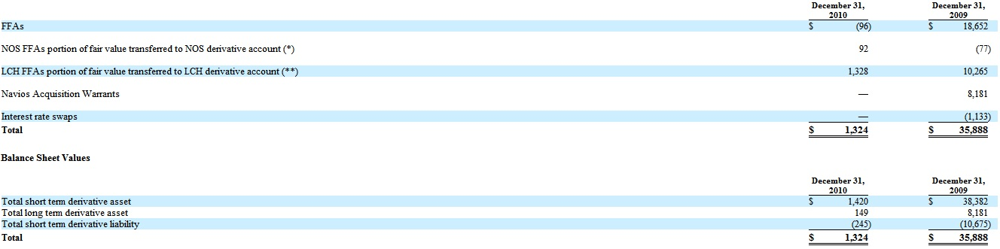 December 31, December 31,
2010 2009
FFAs $ (96) $ 18,652
NOS FFAs portion of fair value transferred to NOS derivative account (*) 92 (77)
LCH FFAs portion of fair value transferred to LCH derivative account (**) 1,328 10,265
Navios Acquisition Warrants — 8,181
Interest rate swaps — (1,133)
Total $ 1,324 $ 35,888
Balance Sheet Values
December 31, December 31,
2010 2009
Total short term derivative asset $ 1,420 $ 38,382
Total long term derivative asset 149 8,181
Total short term derivative liability (245) (10,675)
Total $ 1,324 $ 35,888